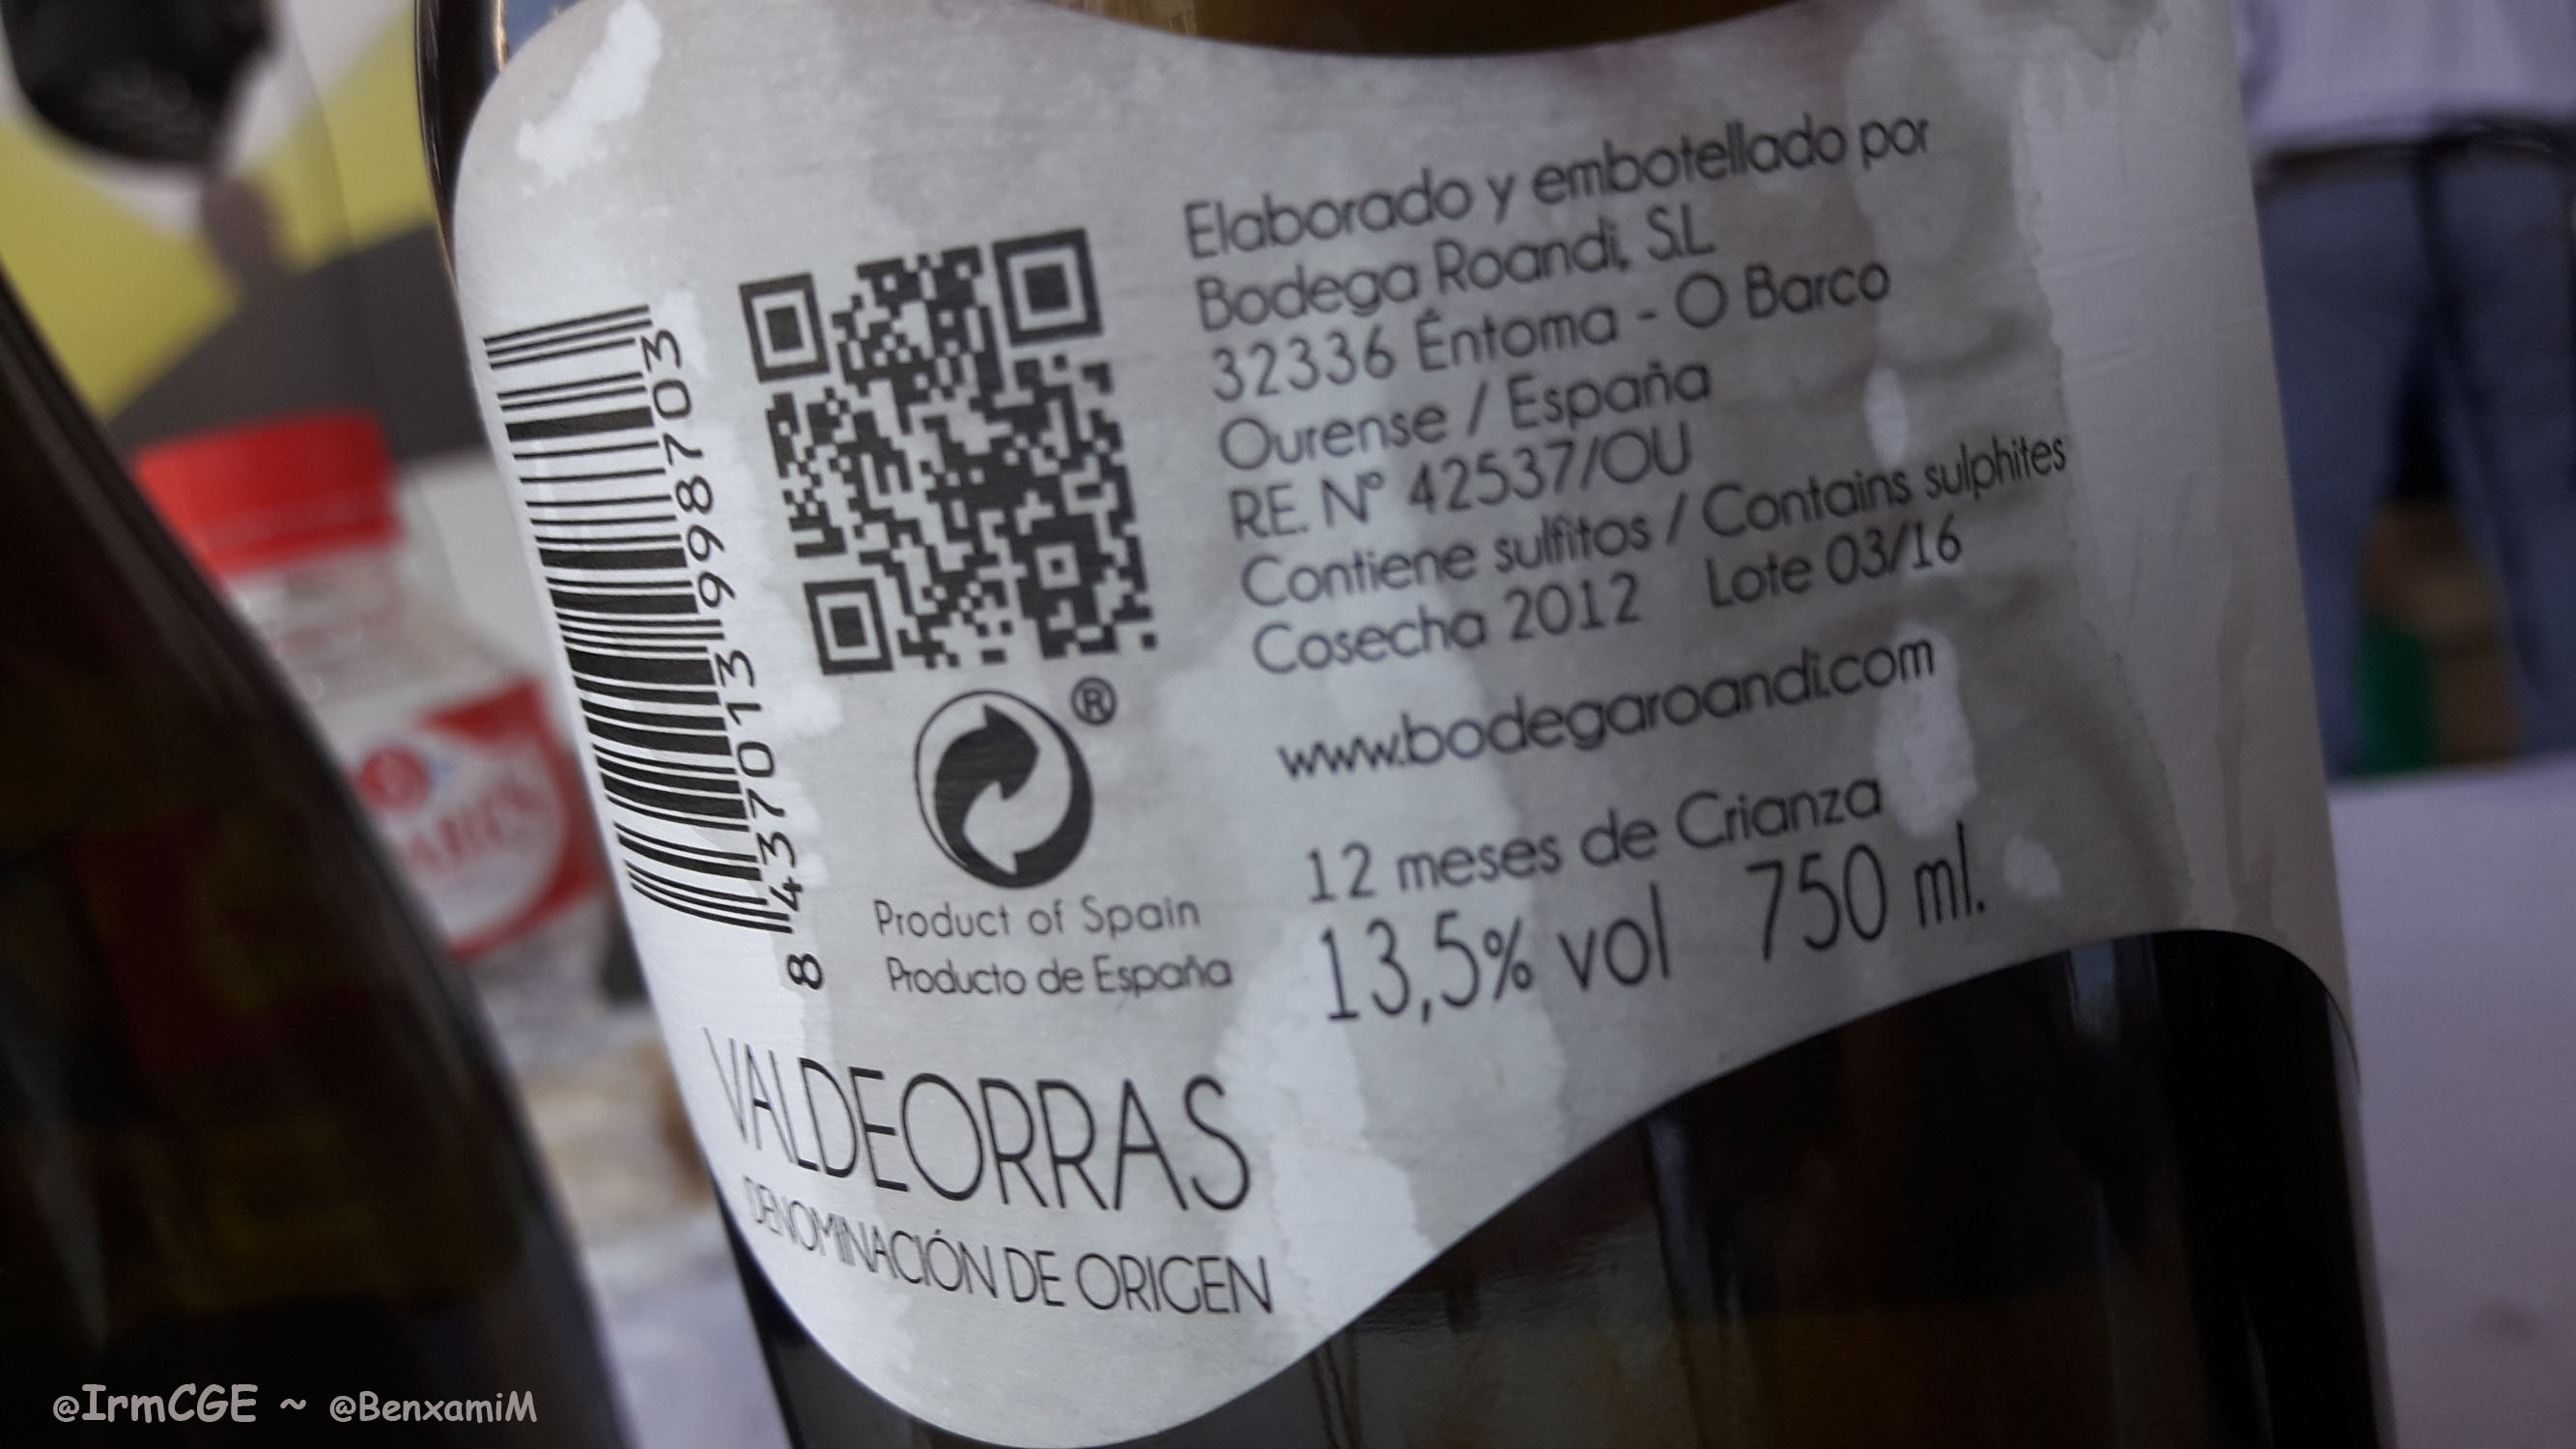 Elaborado y embotellado por
Bodega Roandi, S.L
32336 Éntoma - O Barco
Ourense / España
R.E. Nº 42537/OU
Contiene sulfitos / Contains sulphites
Cosecha 2012 Lote 03/16
www.bodegaroandi.com
12 meses de Crianza
13,5% vol 750 ml.
8 437013 998703
®
Product of Spain
Producto de España
VALDEORRAS
DENOMINACIÓN DE ORIGEN
@IrmCGE ~ @BenxamiM